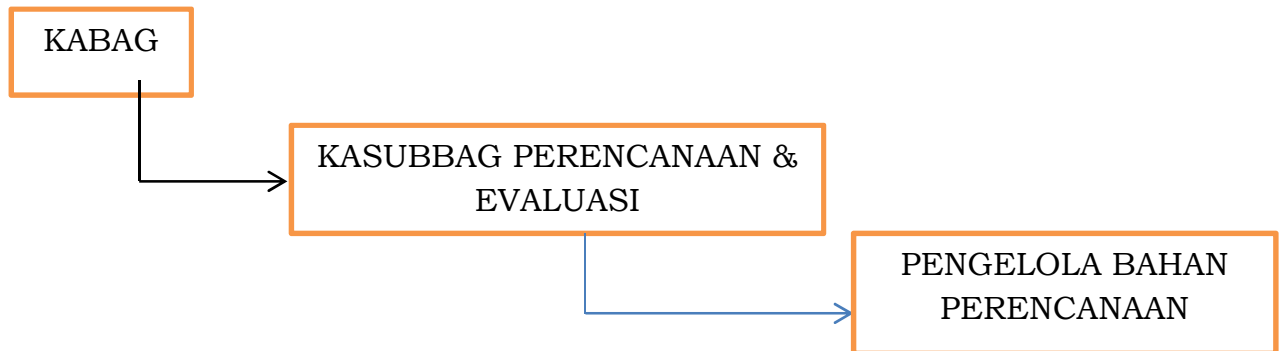 KABAG
KASUBBAG PERENCANAAN &
EVALUASI
PENGELOLA BAHAN
PERENCANAAN